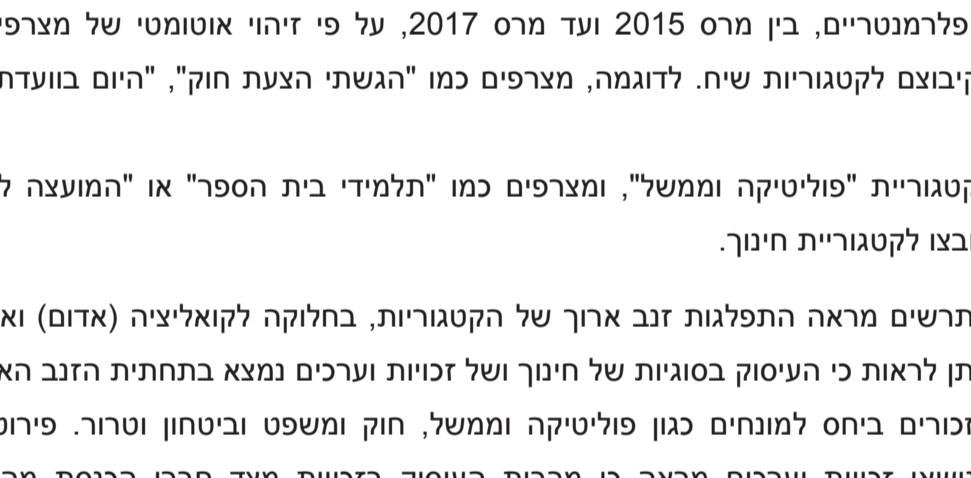 פלרמנטריים, בין מרס 2015 ועד מרס 2017, על פי זיהוי אוטומטי של מצרפי
קיבוצם לקטגוריות שיח. לדוגמה, מצרפים כמו "הגשתי הצעת חוק", "היום בוועדת
קטגוריית "פוליטיקה וממשל", ומצרפים כמו "תלמידי בית הספר" או "המועצה ל
ובצו לקטגוריית חינוך.
תרשים מראה התפלגות זנב ארוך של הקטגוריות, בחלוקה לקואליציה (אדום) וא
תן לראות כי העיסוק בסוגיות של חינוך ושל זכויות וערכים נמצא בתחתית הזנב הא
זכורים ביחס למונחים כגון פוליטיקה וממשל, חוק ומשפט וביטחון וטרור. פירוט